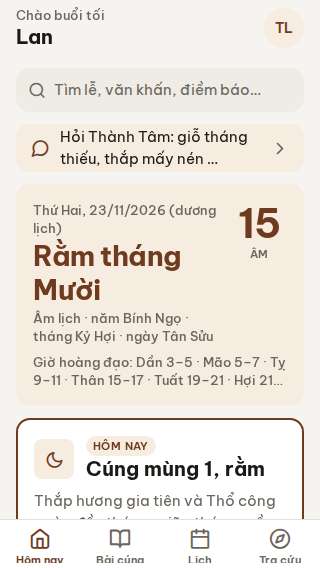 Chào buổi tối
Lan
TL
Tìm lễ, văn khấn, điềm báo...
Hỏi Thành Tâm: giỗ tháng
thiếu, thắp mấy nén ...
Thứ Hai, 23/11/2026 (dương
lịch)
15
ÂM
Rằm tháng
Mười
Âm lịch · năm Bính Ngọ ·
tháng Kỷ Hợi · ngày Tân Sửu
Giờ hoàng đạo: Dần 3–5 · Mão 5–7 · Tỵ
9–11 · Thân 15–17 · Tuất 19–21 · Hợi 21...
HÔM NAY
Cúng mùng 1, rằm
Thắp hương gia tiên và Thổ công
Hôm nay
Bài cúng
Lịch
Tra cứu